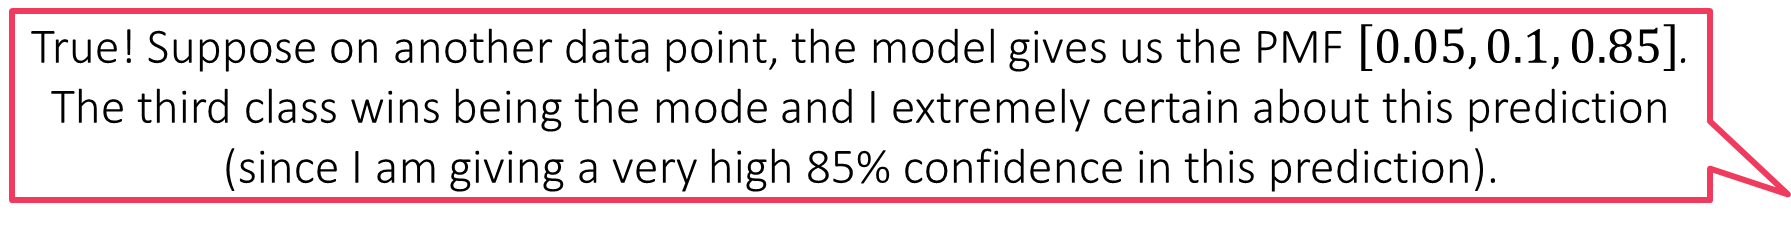 True! Suppose on another data point, the model gives us the PMF [0.05, 0.1, 0.85].
The third class wins being the mode and I extremely certain about this prediction
(since I am giving a very high 85% confidence in this prediction).